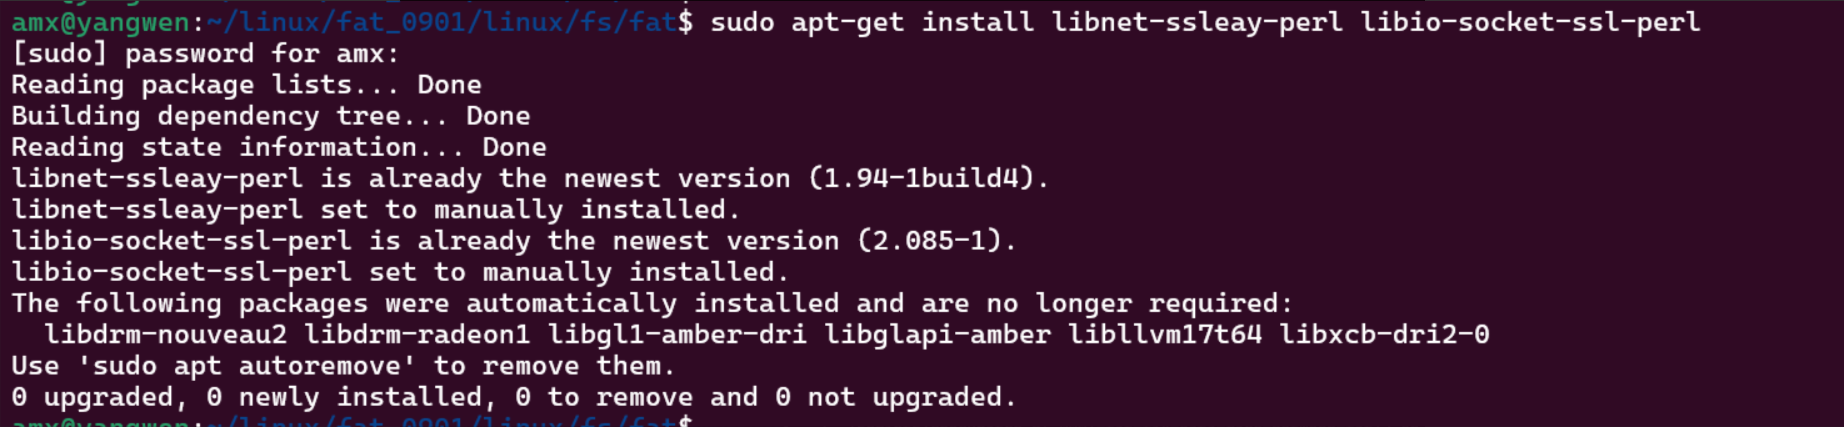 amx@yangwen:~/linux/fat_0901/linux/fs/fat$ sudo apt-get install libnet-ssleay-perl libio-socket-ssl-perl
[sudo] password for amx:
Reading package lists... Done
Building dependency tree... Done
Reading state information... Done
libnet-ssleay-perl is already the newest version (1.94-1build4).
libnet-ssleay-perl set to manually installed.
libio-socket-ssl-perl is already the newest version (2.085-1).
libio-socket-ssl-perl set to manually installed.
The following packages were automatically installed and are no longer required:
  libdrm-nouveau2 libdrm-radeon1 libgl1-amber-dri libglapi-amber libllvm17t64 libxcb-dri2-0
Use 'sudo apt autoremove' to remove them.
0 upgraded, 0 newly installed, 0 to remove and 0 not upgraded.
amx@yangwen:~/linux/fat_0901/linux/fs/fat$